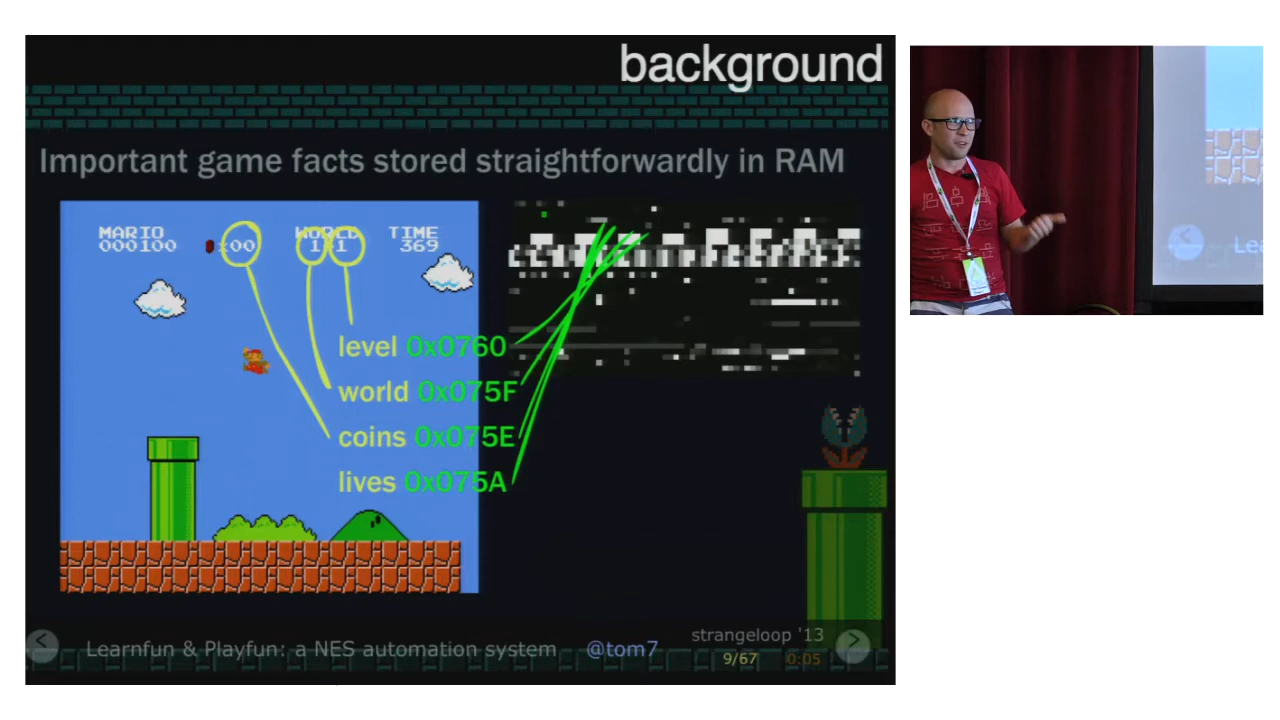 background
Important game facts stored straightforwardly in RAM
MARIO WORLD TIME
000100 00 1 1 369
level 0x0760
world 0x075F
coins 0x075E
lives 0x075A
< Learnfun & Playfun: a NES automation system @tom7 strangeloop '13 >
9/67 0:05
< Lea